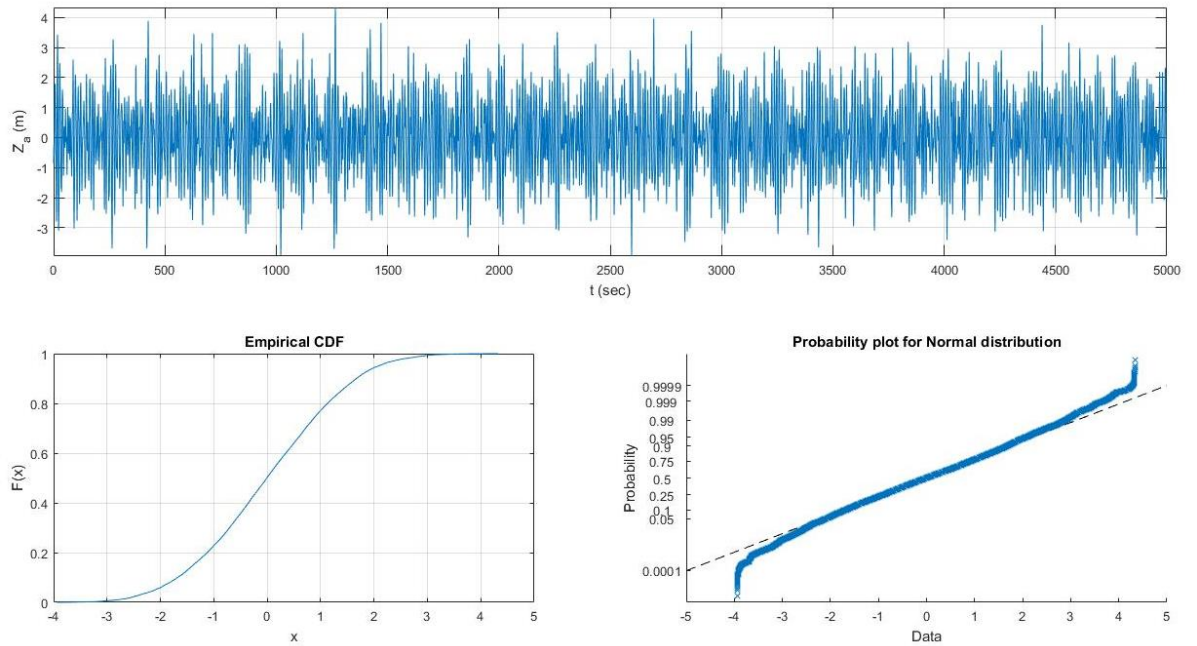 4
3
2
1
0
-1
-2
-3
Z_a (m)
0 500 1000 1500 2000 2500 3000 3500 4000 4500 5000
t (sec)
Empirical CDF
1
0.8
0.6
0.4
0.2
0
F(x)
-4 -3 -2 -1 0 1 2 3 4 5
x
Probability plot for Normal distribution
0.9999
0.999
0.99
0.95
0.9
0.75
0.5
0.25
0.1
0.05
0.0001
Probability
-5 -4 -3 -2 -1 0 1 2 3 4 5
Data